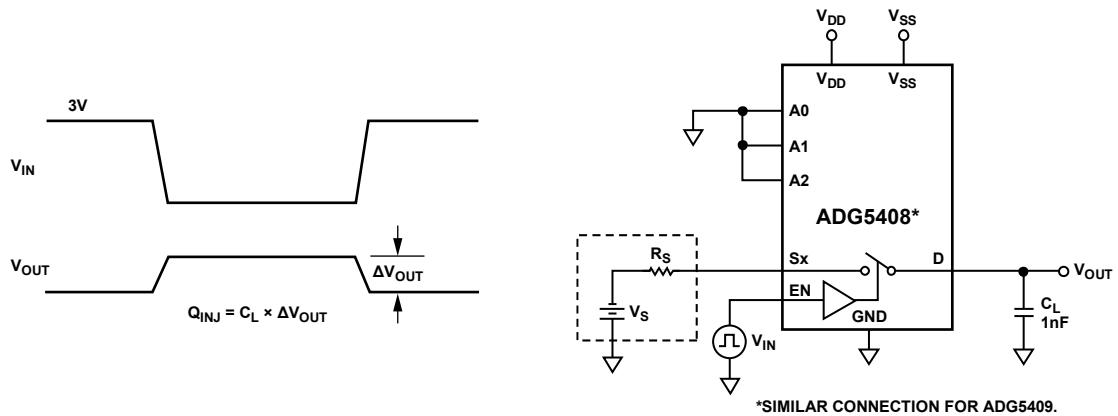 3V
V_IN
V_OUT
ΔV_OUT
Q_INJ = C_L × ΔV_OUT
V_DD
V_SS
V_DD
V_SS
A0
A1
A2
ADG5408*
R_S
Sx
D
V_OUT
EN
V_S
GND
C_L
1nF
V_IN
*SIMILAR CONNECTION FOR ADG5409.